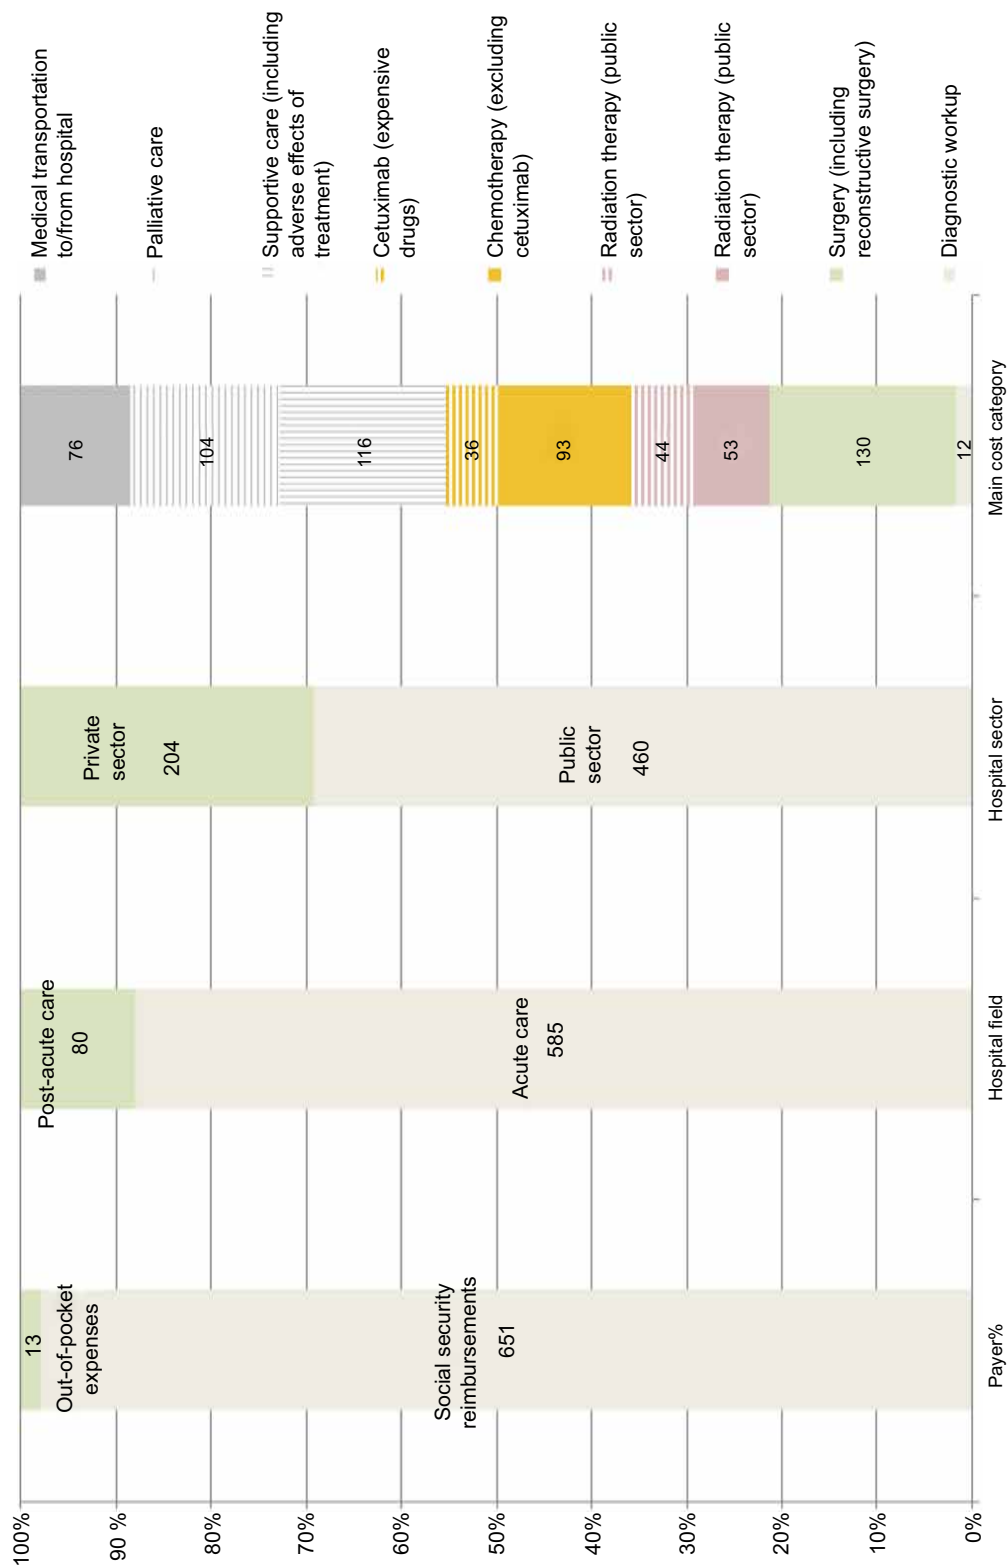 100%
90 %
80%
70%
60%
50%
40%
30%
20%
10%
0%
13
Out-of-pocket
expenses
Social security
reimbursements
651
Payer%
Post-acute care
80
Acute care
585
Hospital field
Private
sector
204
Public
sector
460
Hospital sector
76
104
116
36
93
44
53
130
12
Main cost category
Medical transportation
to/from hospital
Palliative care
Supportive care (including
adverse effects of
treatment)
Cetuximab (expensive
drugs)
Chemotherapy (excluding
cetuximab)
Radiation therapy (public
sector)
Radiation therapy (public
sector)
Surgery (including
reconstructive surgery)
Diagnostic workup